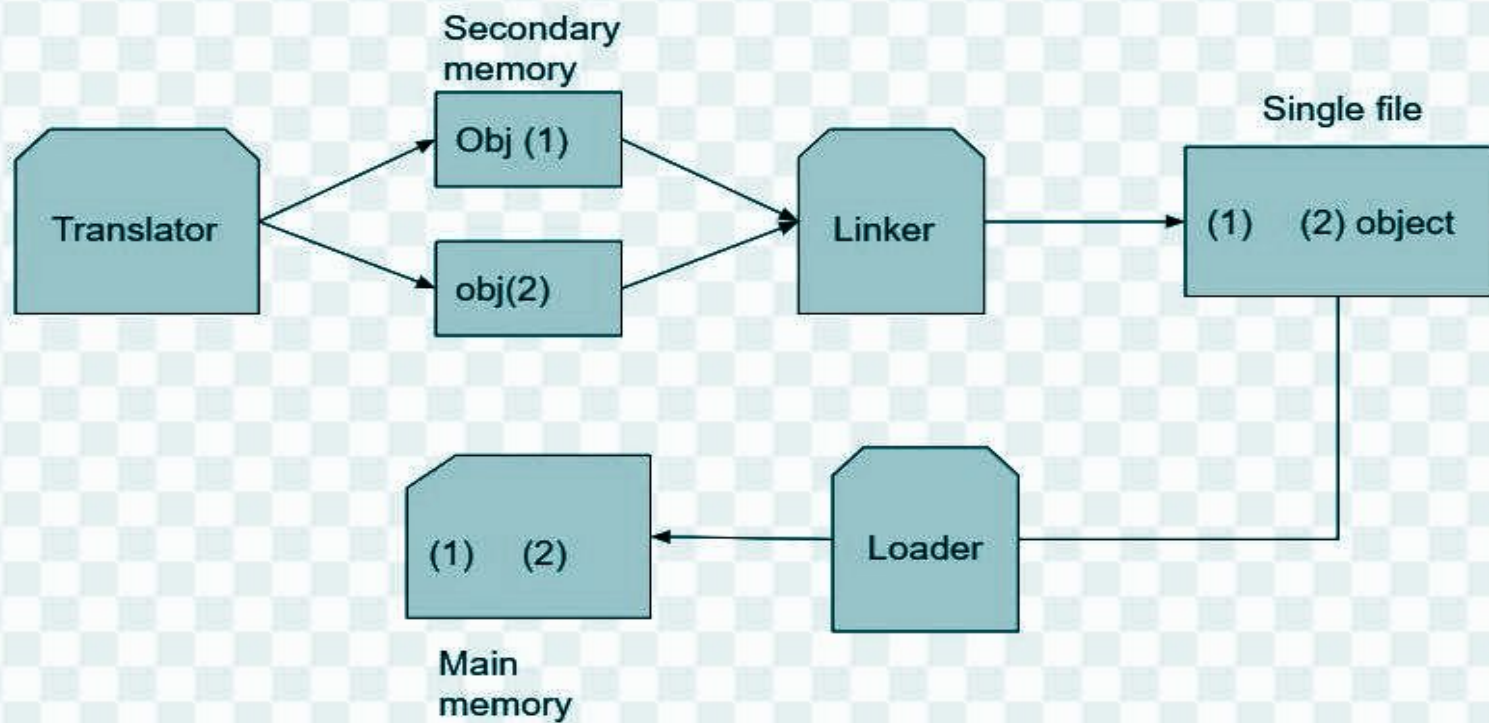 Secondary
memory
Obj (1)
Single file
Translator
Linker
(1) (2) object
obj(2)
(1) (2)
Loader
Main
memory